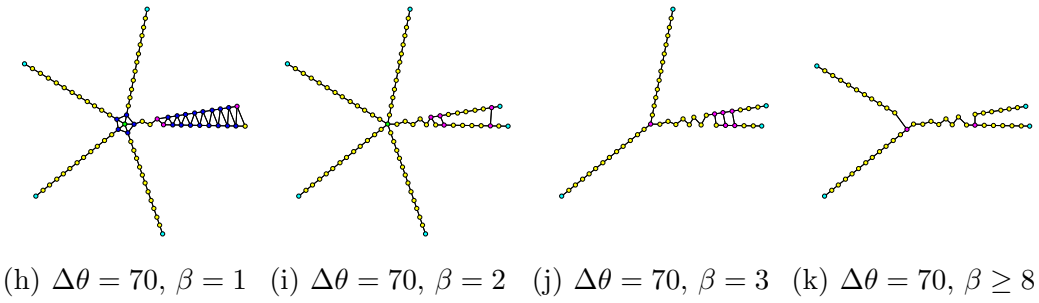 (h) Δθ = 70, β = 1 (i) Δθ = 70, β = 2 (j) Δθ = 70, β = 3 (k) Δθ = 70, β ≥ 8